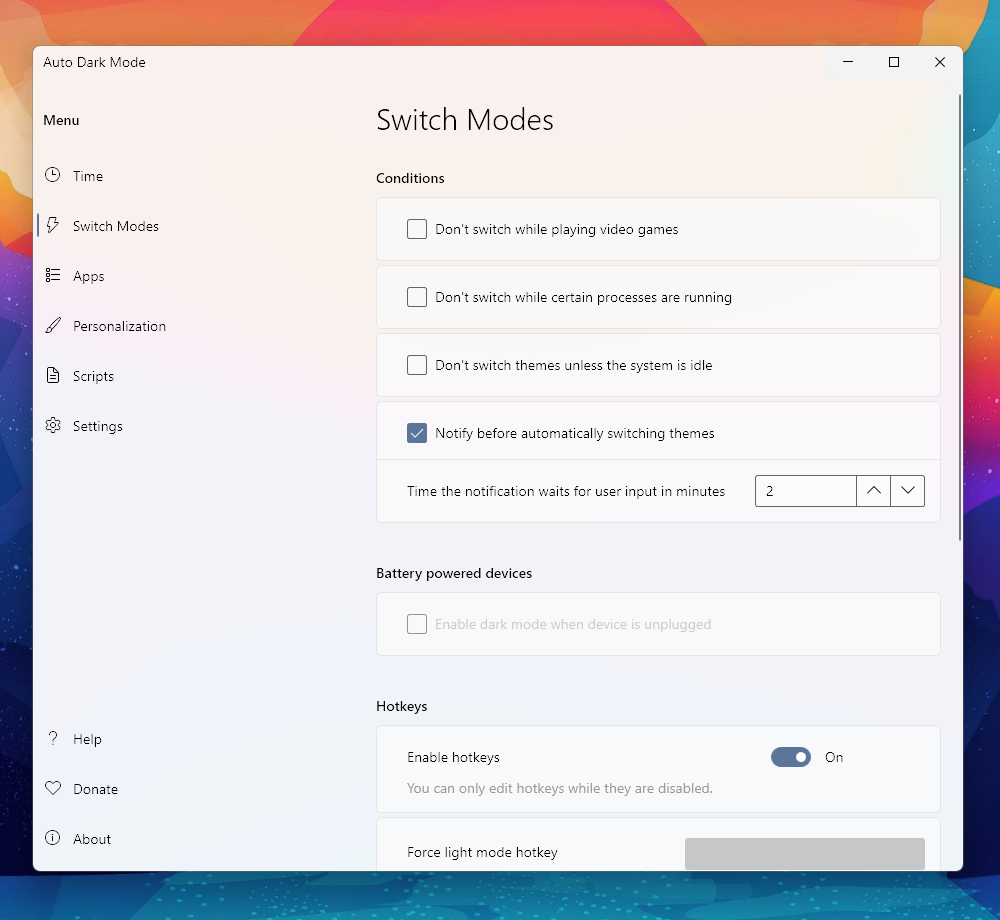 Auto Dark Mode
Menu
Time
Switch Modes
Apps
Personalization
Scripts
Settings
Help
Donate
About
Switch Modes
Conditions
Don't switch while playing video games
Don't switch while certain processes are running
Don't switch themes unless the system is idle
Notify before automatically switching themes
Time the notification waits for user input in minutes
2
Battery powered devices
Enable dark mode when device is unplugged
Hotkeys
Enable hotkeys
On
You can only edit hotkeys while they are disabled.
Force light mode hotkey